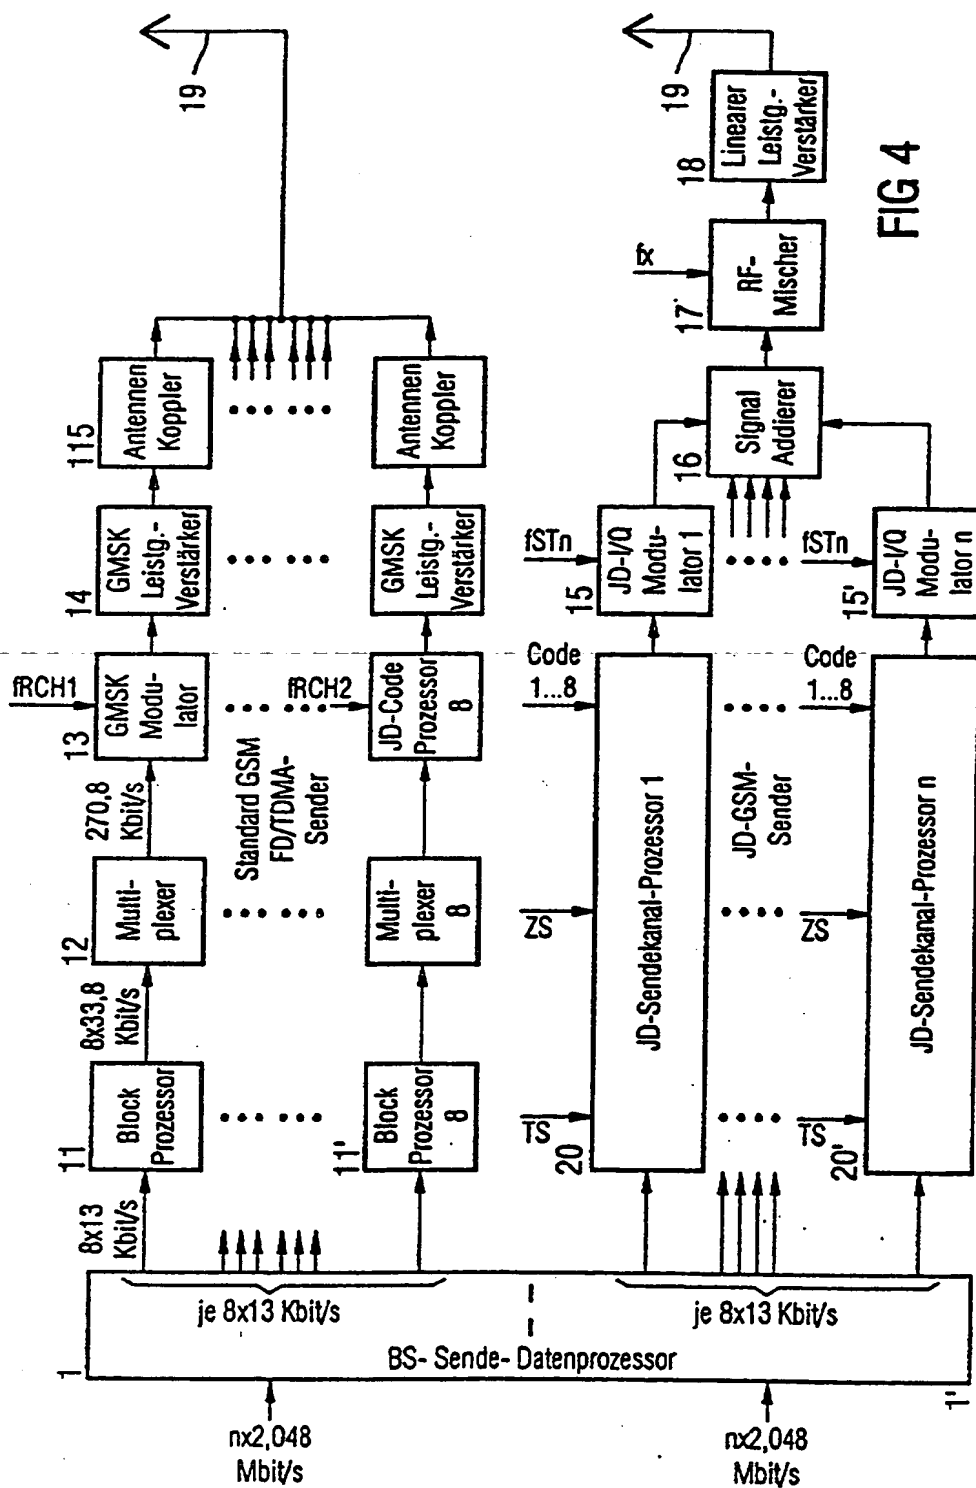 nx2,048
Mbit/s
1
BS- Sende- Datenprozessor
je 8x13 Kbit/s
8x13
Kbit/s
11
Block
Prozessor
8x33,8
Kbit/s
12
Multi-
plexer
270,8
Kbit/s
fRCH1
13
GMSK
Modu-
lator
14
GMSK
Leistg.-
Verstärker
115
Antennen
Koppler
19
Standard GSM
FD/TDMA-
Sender
11'
Block
Prozessor
8
Multi-
plexer
8
fRCH2
JD-Code
Prozessor
8
GMSK
Leistg.-
Verstärker
Antennen
Koppler
nx2,048
Mbit/s
1'
je 8x13 Kbit/s
20
TS
ZS
Code
1...8
JD-Sendekanal-Prozessor 1
fSTn
15
JD-I/Q
Modu-
lator 1
16
Signal
Addierer
fx
17
RF-
Mischer
18
Linearer
Leistg.-
Verstärker
19
JD-GSM-
Sender
20'
TS
ZS
Code
1...8
JD-Sendekanal-Prozessor n
fSTn
15'
JD-I/Q
Modu-
lator n
FIG 4